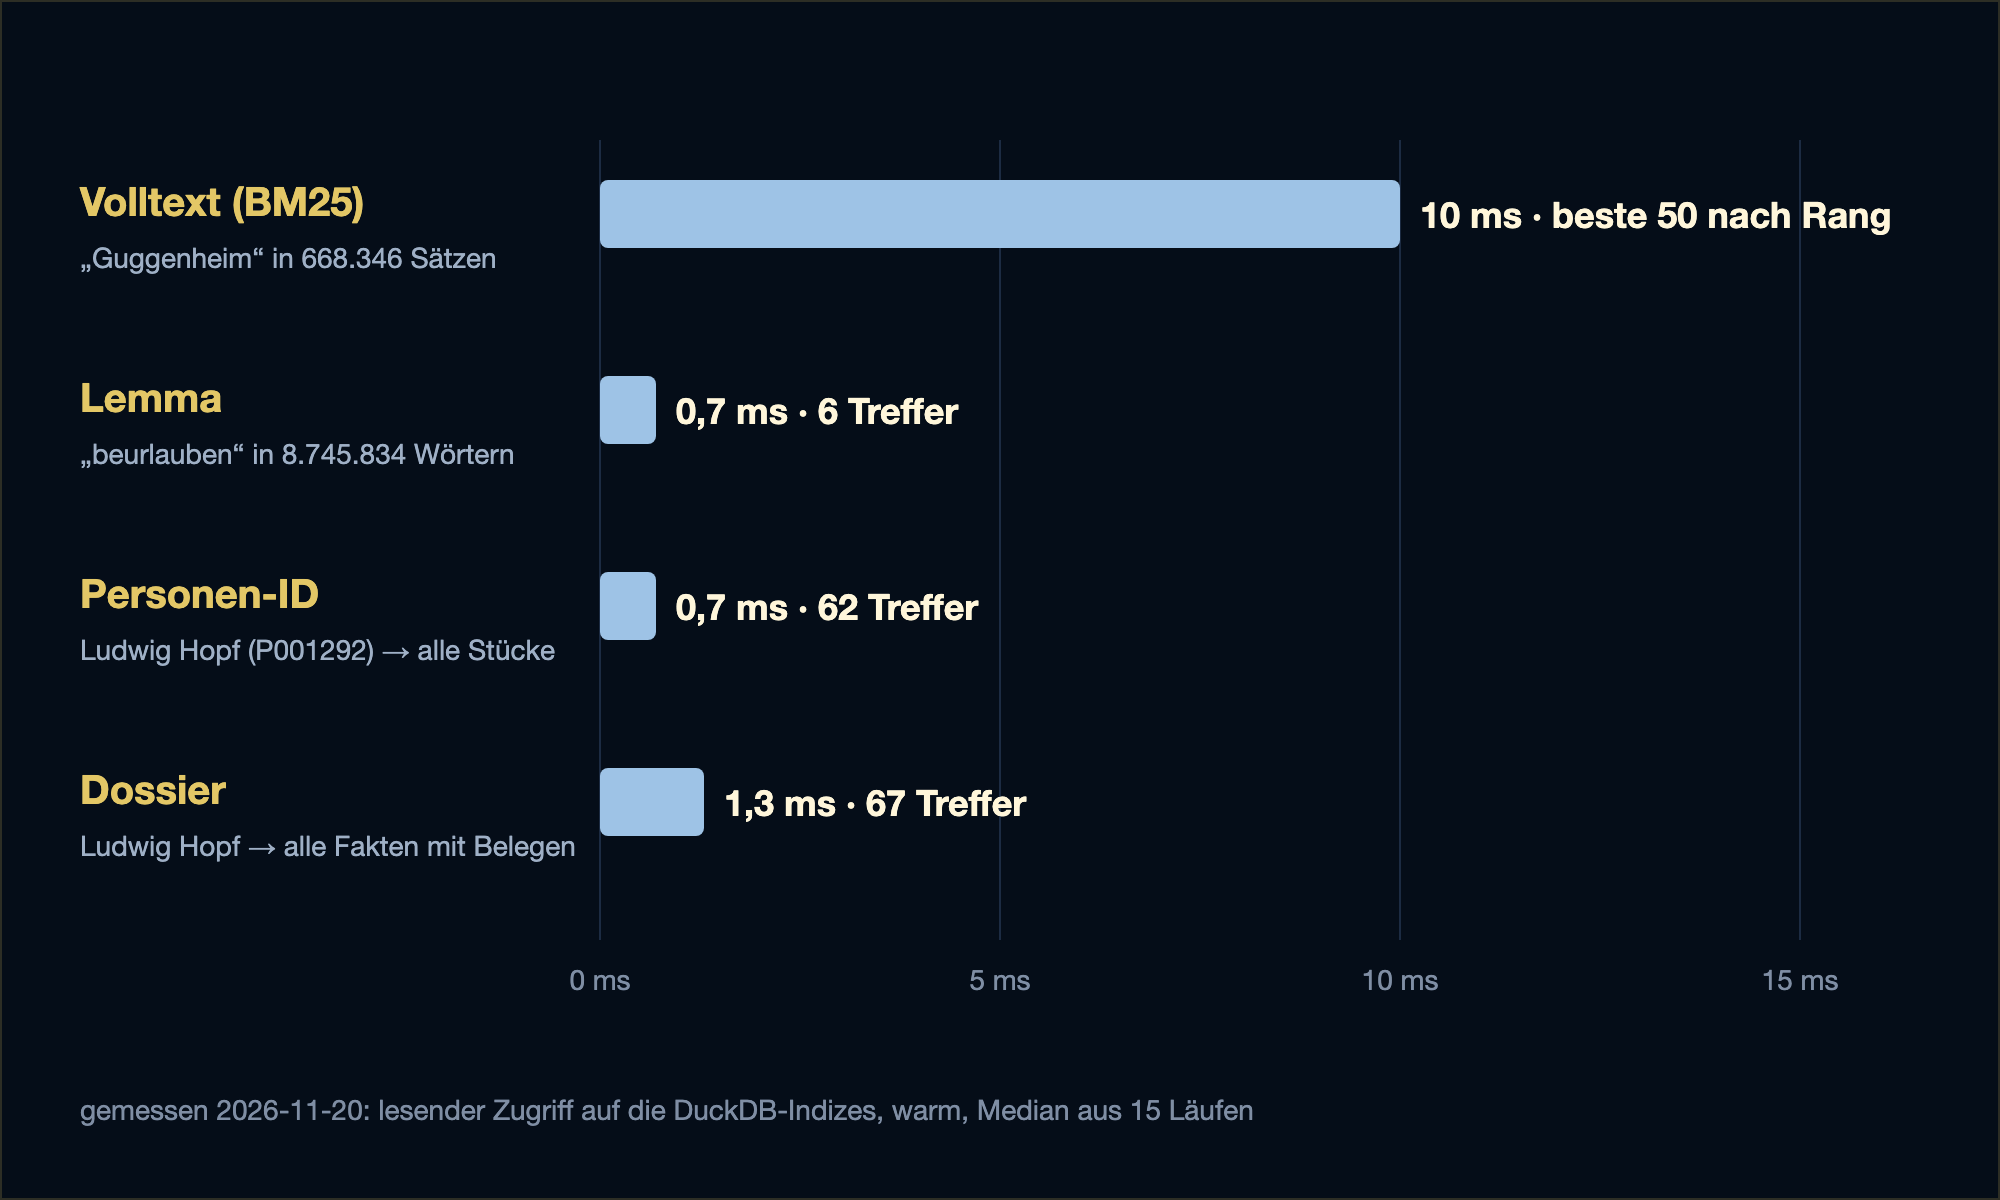 Volltext (BM25)
10 ms · beste 50 nach Rang
„Guggenheim“ in 668.346 Sätzen
Lemma
0,7 ms · 6 Treffer
„beurlauben“ in 8.745.834 Wörtern
Personen-ID
0,7 ms · 62 Treffer
Ludwig Hopf (P001292) → alle Stücke
Dossier
1,3 ms · 67 Treffer
Ludwig Hopf → alle Fakten mit Belegen
0 ms
5 ms
10 ms
15 ms
gemessen 2026-11-20: lesender Zugriff auf die DuckDB-Indizes, warm, Median aus 15 Läufen